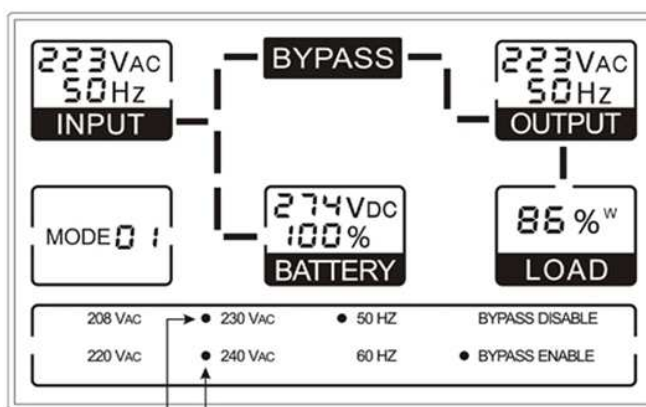 223VAC
50Hz
INPUT
BYPASS
223VAC
50Hz
OUTPUT
MODE 01
274VDC
100%
BATTERY
86%W
LOAD
208 VAC ● 230 VAC ● 50 HZ BYPASS DISABLE
220 VAC ● 240 VAC 60 HZ ● BYPASS ENABLE